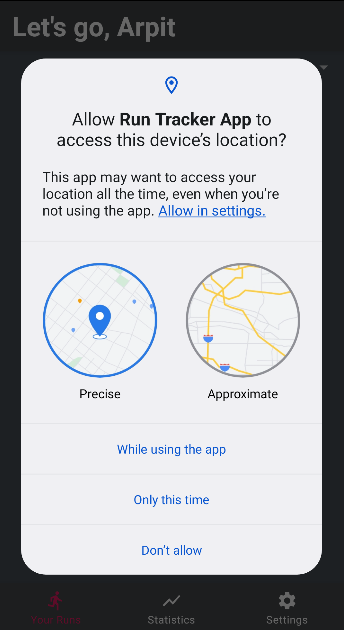 Let's go, Arpit
Allow Run Tracker App to
access this device's location?
This app may want to access your
location all the time, even when you're
not using the app. Allow in settings.
Precise
Approximate
While using the app
Only this time
Don't allow
Your Runs
Statistics
Settings